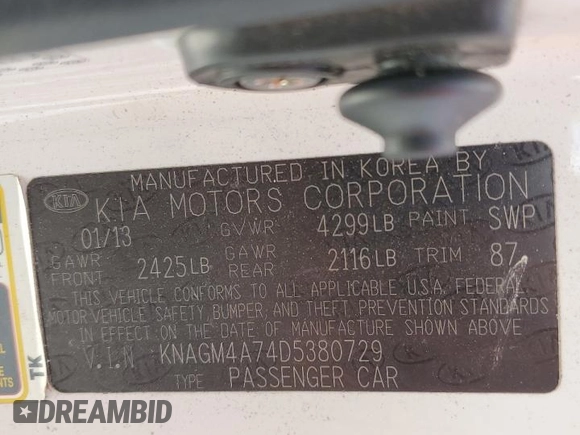 MANUFACTURED IN KOREA BY
KIA KIA MOTORS CORPORATION
01/13 GVWR 4299LB PAINT SWP
GAWR FRONT 2425LB GAWR REAR 2116LB TRIM 87
THIS VEHICLE CONFORMS TO ALL APPLICABLE U.S.A. FEDERAL
MOTOR VEHICLE SAFETY, BUMPER, AND THEFT PREVENTION STANDARDS
IN EFFECT ON THE DATE OF MANUFACTURE SHOWN ABOVE
V.I.N KNAGM4A74D5380729
TYPE PASSENGER CAR
TK
DREAMBID